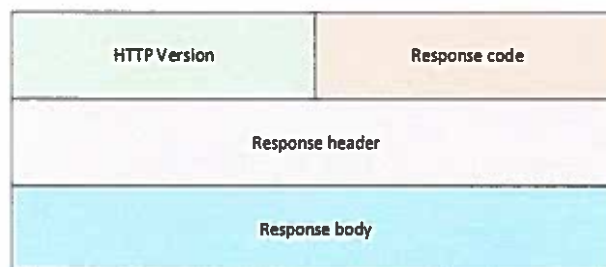 HTTP Version
Response code
Response header
Response body